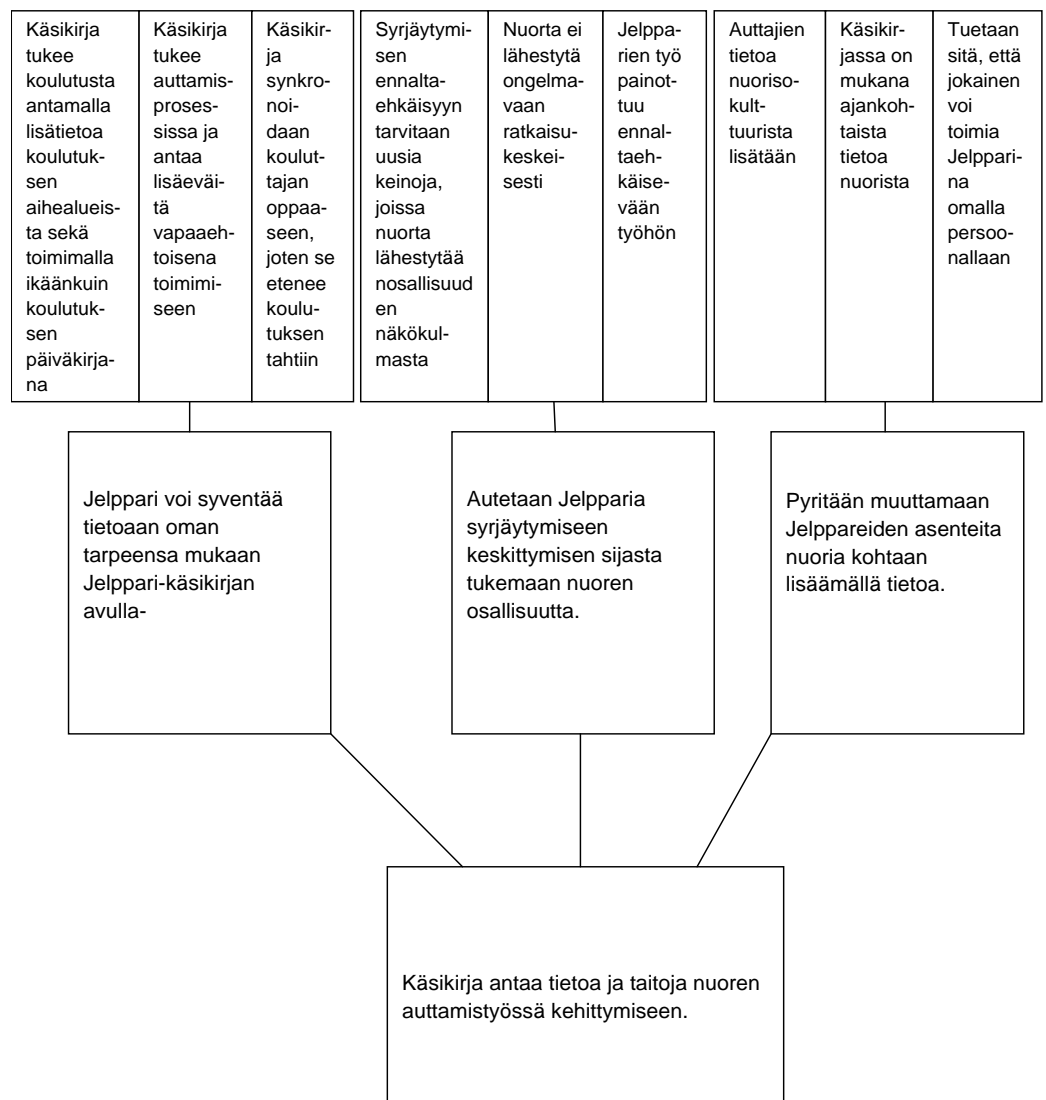 Käsikirja
tukee
koulutusta
antamalla
lisätietoa
koulutuk-
sen
aihealueis-
ta sekä
toimimalla
ikäänkuin
koulutuk-
sen
päiväkirja-
na
Käsikirja
tukee
auttamis-
proses-
sissa ja
antaa
lisäeväi-
tä
vapaaeh-
toisena
toimimi-
seen
Käsikir-
ja
synkro-
noi-
daan
koulut-
tajan
oppaa-
seen,
joten se
etenee
koulu-
tuksen
tahtiin
Syrjäytymi-
sen
ennalta-
ehkäisyyn
tarvitaan
uusia
keinoja,
joissa
nuorta
lähestytää
nosallisuud
en
näkökul-
masta
Nuorta ei
lähestytä
ongelma-
vaan
ratkaisu-
keskei-
sesti
Jelppa-
rien työ
painot-
tuu
ennal-
taeh-
käise-
vään
työhön
Auttajien
tietoa
nuoriso-
kult-
tuurista
lisätään
Käsikir-
jassa on
mukana
ajankoh-
taista
tietoa
nuorista
Tuetaan
sitä, että
jokainen
voi
toimia
Jelppari-
na
omalla
persoo-
nallaan
Jelppari voi syventää
tietoaan oman
tarpeensa mukaan
Jelppari-käsikirjan
avulla-
Autetaan Jelpparia
syrjäytymiseen
keskittymisen sijasta
tukemaan nuoren
osallisuutta.
Pyritään muuttamaan
Jelppareiden asenteita
nuoria kohtaan
lisäämällä tietoa.
Käsikirja antaa tietoa ja taitoja nuoren
auttamistyössä kehittymiseen.